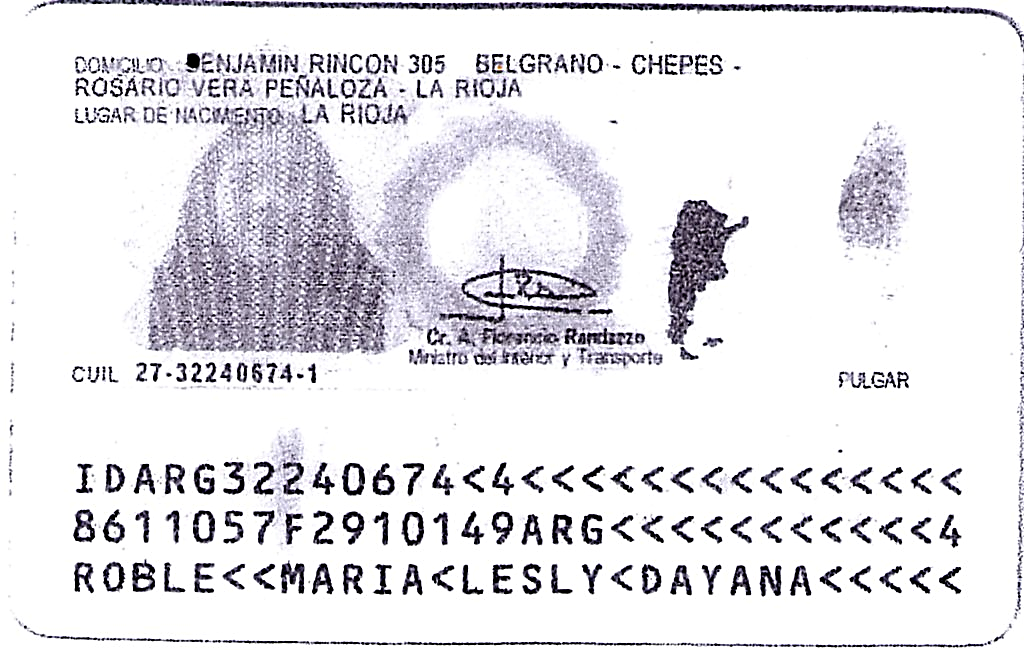 DOMICILIO: BENJAMIN RINCON 305 BELGRANO - CHEPES -
ROSARIO VERA PEÑALOZA - LA RIOJA
LUGAR DE NACIMIENTO: LA RIOJA
Cr. A. Florencio Randazzo
Ministro del Interior y Transporte
CUIL 27-32240674-1
PULGAR
IDARG32240674<4<<<<<<<<<<<<<<<
8611057F2910149ARG<<<<<<<<<<<4
ROBLE<<MARIA<LESLY<DAYANA<<<<<